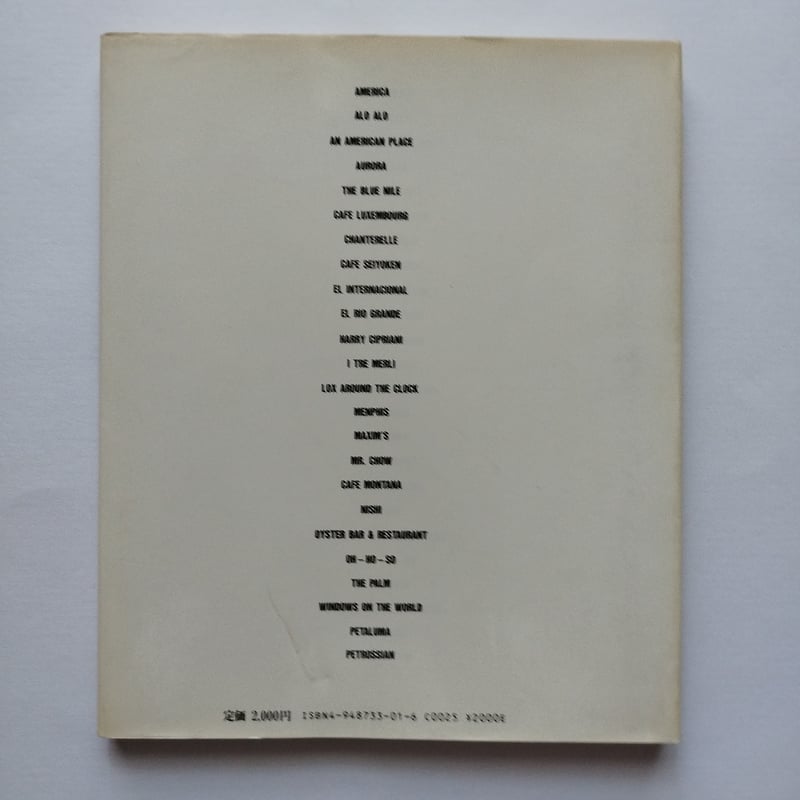 AMERICA
ALO ALO
AN AMERICAN PLACE
AURORA
THE BLUE NILE
CAFE LUXEMBOURG
CHANTERELLE
CAFE SEIYOKEN
EL INTERNACIONAL
EL RIO GRANDE
HARRY CIPRIANI
I TRE MERLI
LOX AROUND THE CLOCK
MEMPHIS
MAXIM'S
MR. CHOW
CAFE MONTANA
NISHI
OYSTER BAR & RESTAURANT
OH–HO–SO
THE PALM
WINDOWS ON THE WORLD
PETALUMA
PETROSSIAN
定価 2,000円 ISBN4-948733-01-6 C0025 ¥2000E